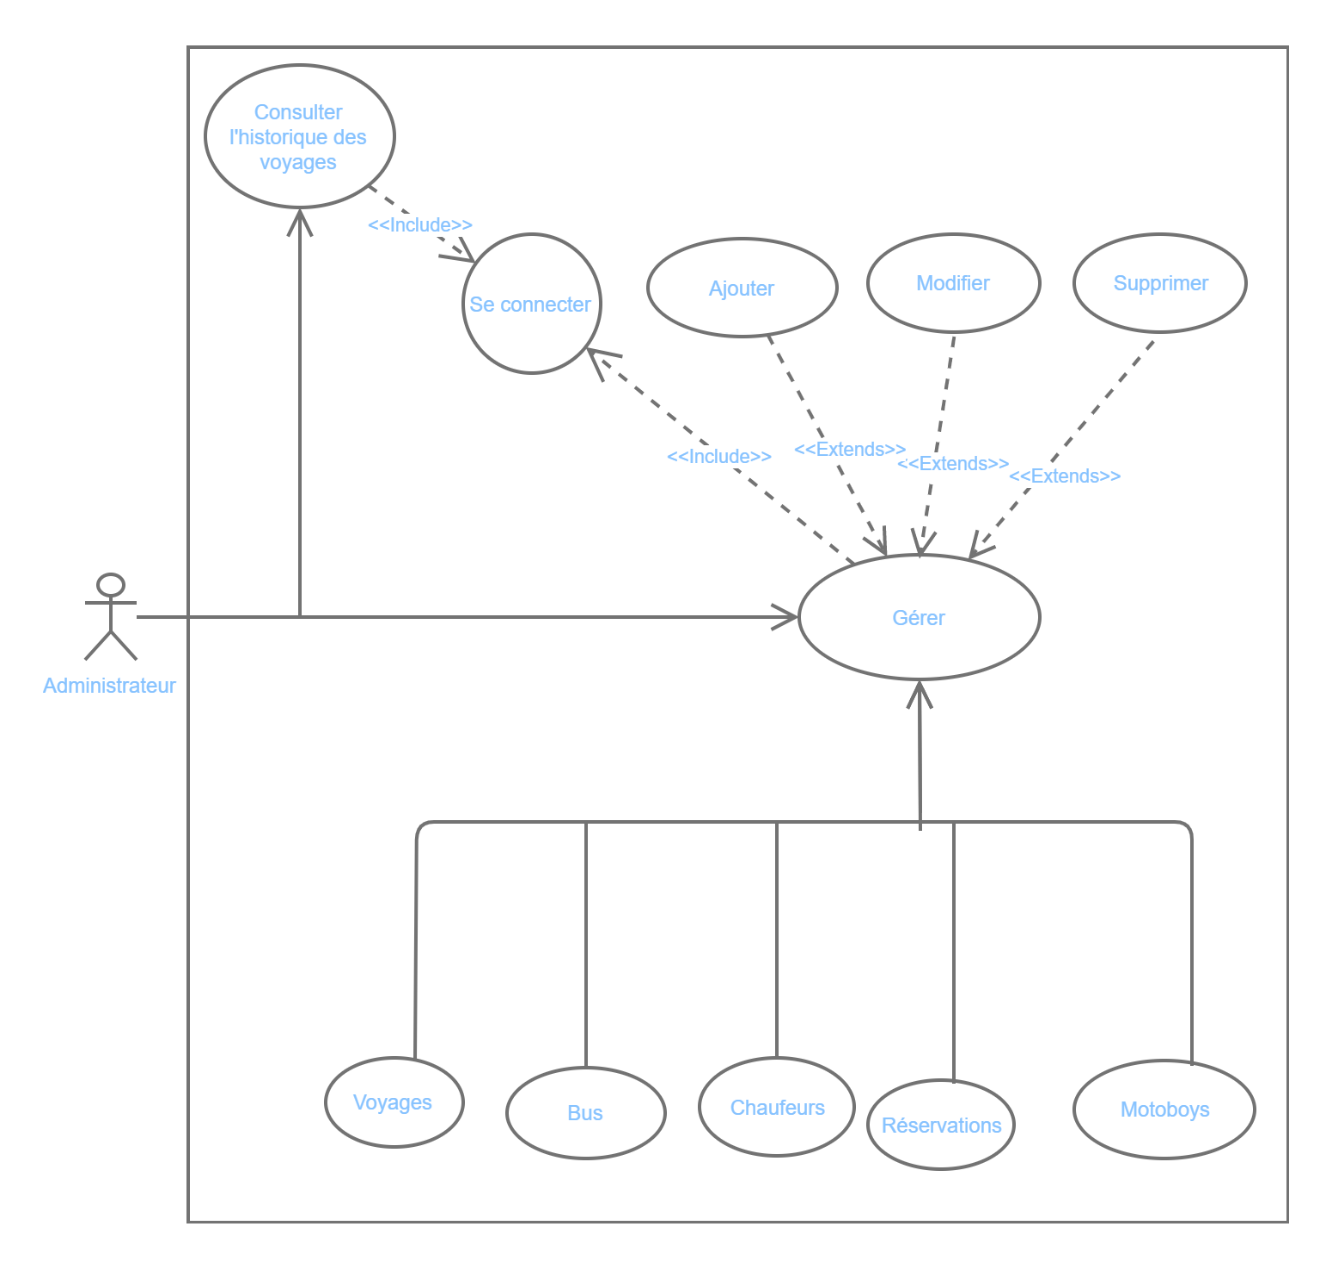 Consulter
l'historique des
voyages
<<Include>>
Se connecter
Ajouter
Modifier
Supprimer
<<Include>>
<<Extends>>
<<Extends>>
<<Extends>>
Gérer
Administrateur
Voyages
Bus
Chaufeurs
Réservations
Motoboys